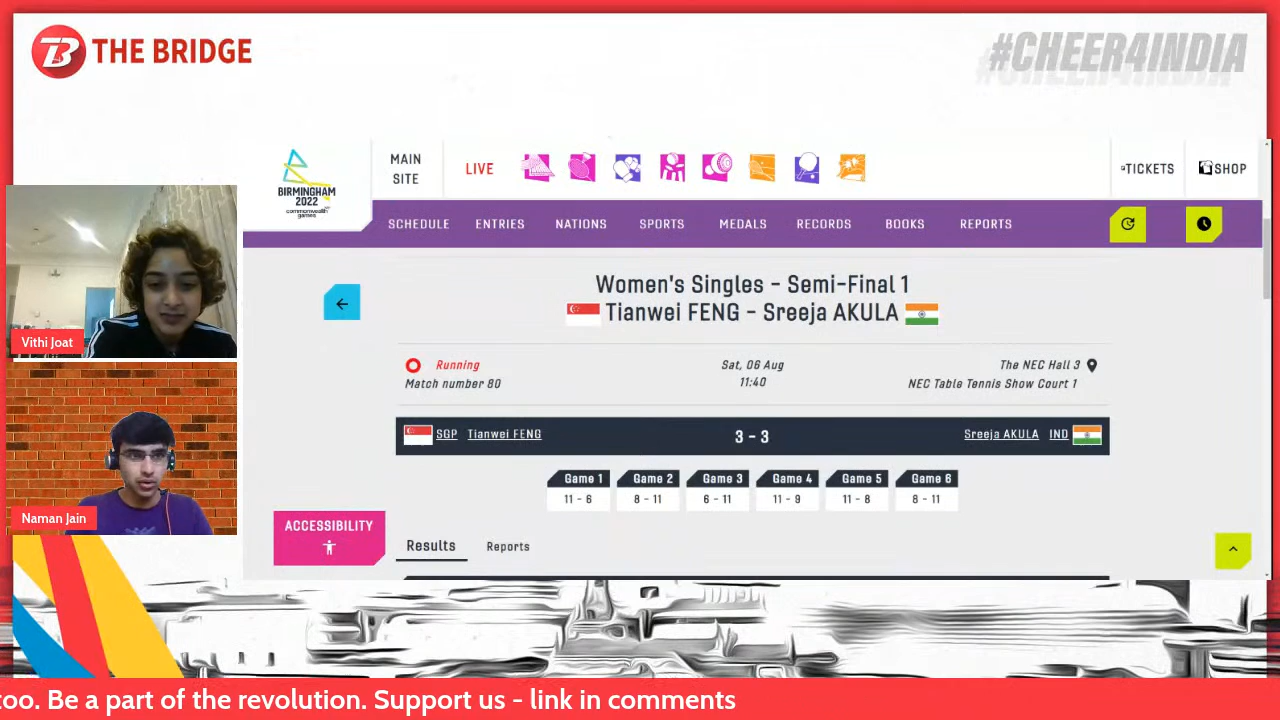 THE BRIDGE
#CHEER4INDIA
BIRMINGHAM
2022
commonwealth
games
MAIN
SITE
LIVE
TICKETS
SHOP
SCHEDULE
ENTRIES
NATIONS
SPORTS
MEDALS
RECORDS
BOOKS
REPORTS
Women's Singles - Semi-Final 1
Tianwei FENG - Sreeja AKULA
Running
Sat, 06 Aug
The NEC Hall 3
Match number 80
11:40
NEC Table Tennis Show Court 1
SGP Tianwei FENG
3 - 3
Sreeja AKULA IND
Game 1 Game 2 Game 3 Game 4 Game 5 Game 6
11 - 6 8 - 11 6 - 11 11 - 9 11 - 8 8 - 11
ACCESSIBILITY
Results Reports
Vithi Joat
Naman Jain
too. Be a part of the revolution. Support us - link in comments